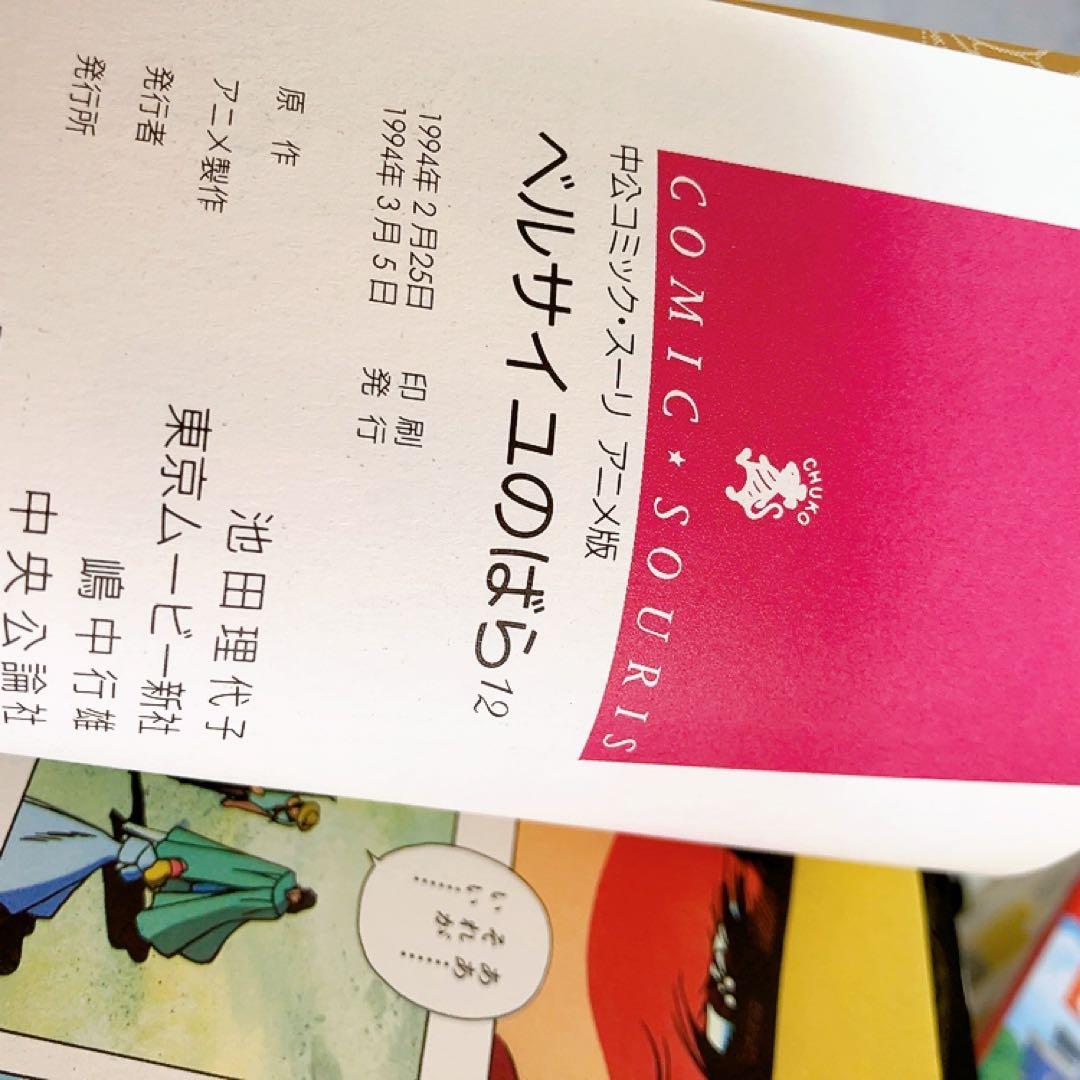 COMIC★SOURIS
CHUKO
中公コミック・スーリ アニメ版
ベルサイユのばら12
1994年2月25日 印刷
1994年3月5日 発行
原作 池田理代子
アニメ製作 東京ムービー新社
発行者 嶋中行雄
発行所 中央公論社
ああ………
それが
いい
……